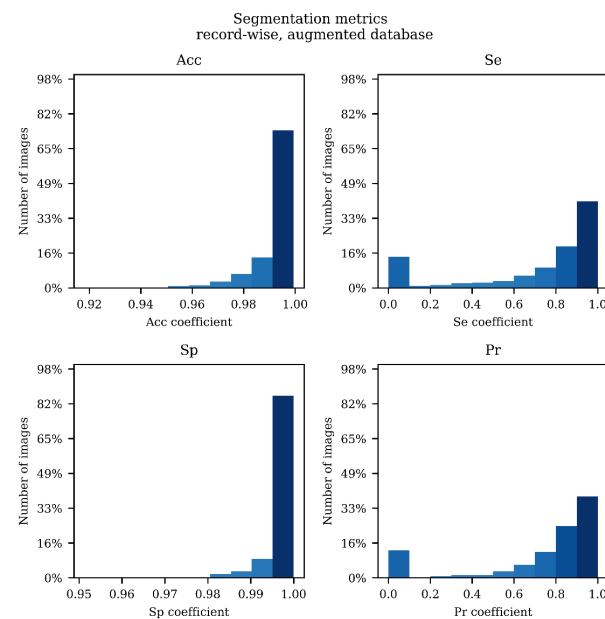 Segmentation metrics
record-wise, augmented database
Acc
98%
82%
65%
49%
33%
16%
0%
Number of images
0.92 0.94 0.96 0.98 1.00
Acc coefficient
Se
98%
82%
65%
49%
33%
16%
0%
Number of images
0.0 0.2 0.4 0.6 0.8 1.0
Se coefficient
Sp
98%
82%
65%
49%
33%
16%
0%
Number of images
0.95 0.96 0.97 0.98 0.99 1.00
Sp coefficient
Pr
98%
82%
65%
49%
33%
16%
0%
Number of images
0.0 0.2 0.4 0.6 0.8 1.0
Pr coefficient